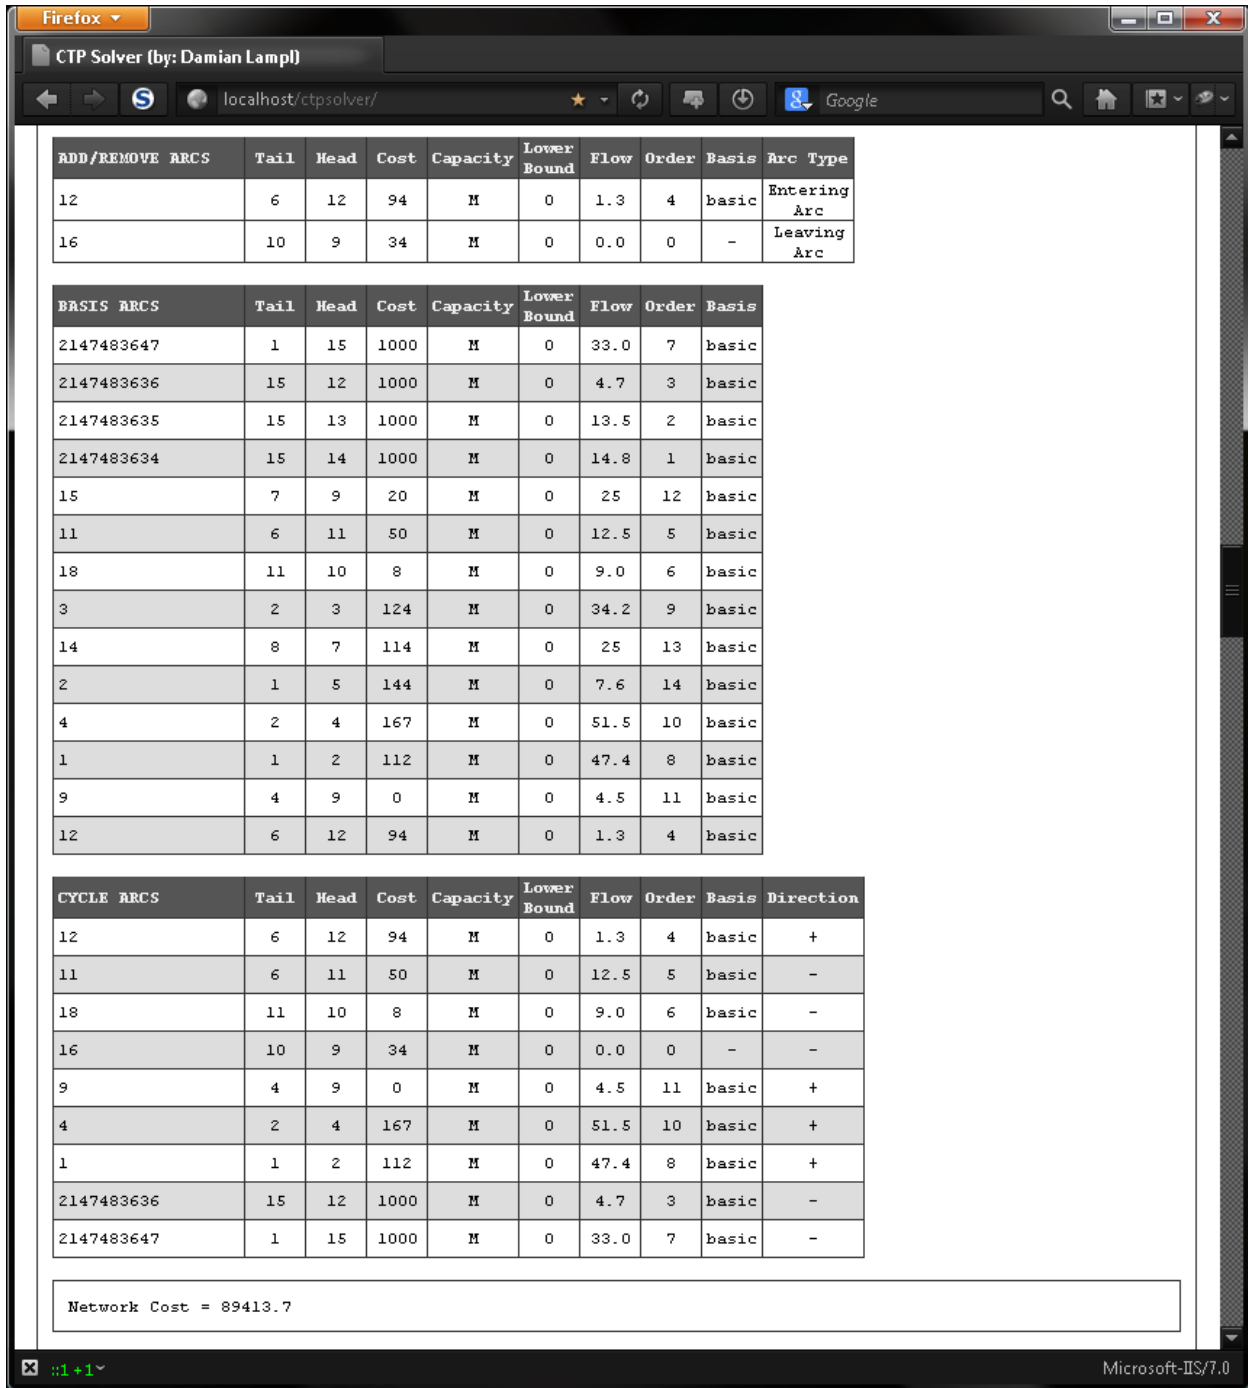 Firefox
CTP Solver (by: Damian Lampl)
localhost/ctpsolver/
Google
ADD/REMOVE ARCS Tail Head Cost Capacity Lower Bound Flow Order Basis Arc Type
12 6 12 94 M 0 1.3 4 basic Entering Arc
16 10 9 34 M 0 0.0 0 - Leaving Arc
BASIS ARCS Tail Head Cost Capacity Lower Bound Flow Order Basis
2147483647 1 15 1000 M 0 33.0 7 basic
2147483636 15 12 1000 M 0 4.7 3 basic
2147483635 15 13 1000 M 0 13.5 2 basic
2147483634 15 14 1000 M 0 14.8 1 basic
15 7 9 20 M 0 25 12 basic
11 6 11 50 M 0 12.5 5 basic
18 11 10 8 M 0 9.0 6 basic
3 2 3 124 M 0 34.2 9 basic
14 8 7 114 M 0 25 13 basic
2 1 5 144 M 0 7.6 14 basic
4 2 4 167 M 0 51.5 10 basic
1 1 2 112 M 0 47.4 8 basic
9 4 9 0 M 0 4.5 11 basic
12 6 12 94 M 0 1.3 4 basic
CYCLE ARCS Tail Head Cost Capacity Lower Bound Flow Order Basis Direction
12 6 12 94 M 0 1.3 4 basic +
11 6 11 50 M 0 12.5 5 basic -
18 11 10 8 M 0 9.0 6 basic -
16 10 9 34 M 0 0.0 0 - -
9 4 9 0 M 0 4.5 11 basic +
4 2 4 167 M 0 51.5 10 basic +
1 1 2 112 M 0 47.4 8 basic +
2147483636 15 12 1000 M 0 4.7 3 basic -
2147483647 1 15 1000 M 0 33.0 7 basic -
Network Cost = 89413.7
::1 +1
Microsoft-IIS/7.0